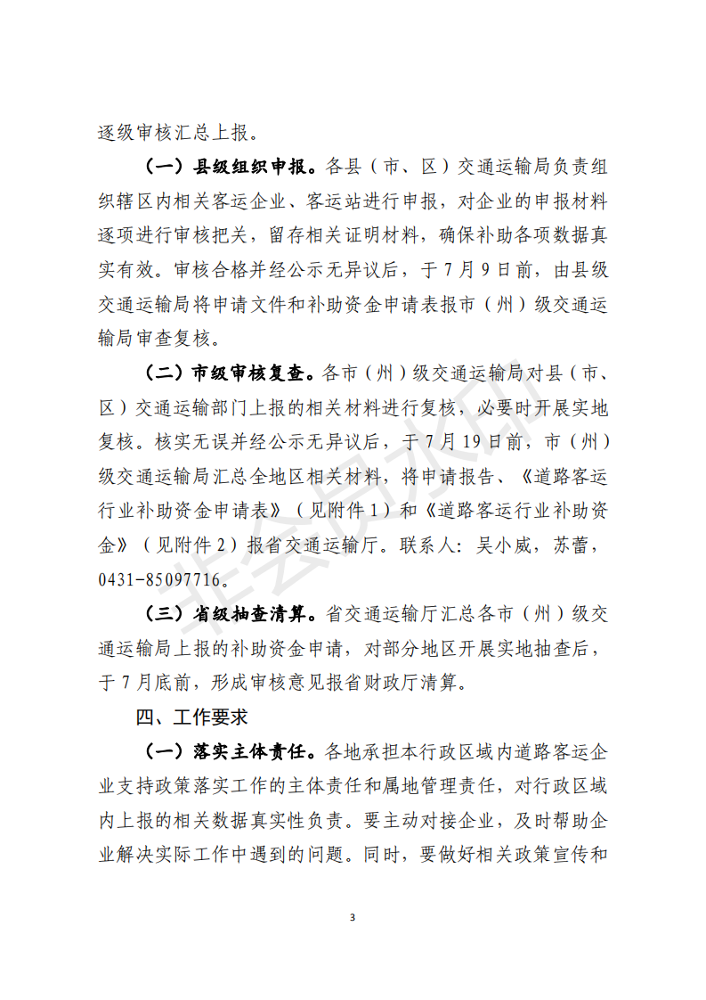 逐级审核汇总上报。
（一）县级组织申报。各县（市、区）交通运输局负责组
织辖区内相关客运企业、客运站进行申报，对企业的申报材料
逐项进行审核把关，留存相关证明材料，确保补助各项数据真
实有效。审核合格并经公示无异议后，于 7 月 9 日前，由县级
交通运输局将申请文件和补助资金申请表报市（州）级交通运
输局审查复核。
（二）市级审核复查。各市（州）级交通运输局对县（市、
区）交通运输部门上报的相关材料进行复核，必要时开展实地
复核。核实无误并经公示无异议后，于 7 月 19 日前，市（州）
级交通运输局汇总全地区相关材料，将申请报告、《道路客运
行业补助资金申请表》（见附件 1）和《道路客运行业补助资
金》（见附件 2）报省交通运输厅。联系人：吴小威，苏蕾，
0431-85097716。
（三）省级抽查清算。省交通运输厅汇总各市（州）级交
通运输局上报的补助资金申请，对部分地区开展实地抽查后，
于 7 月底前，形成审核意见报省财政厅清算。
四、工作要求
（一）落实主体责任。各地承担本行政区域内道路客运企
业支持政策落实工作的主体责任和属地管理责任，对行政区域
内上报的相关数据真实性负责。要主动对接企业，及时帮助企
业解决实际工作中遇到的问题。同时，要做好相关政策宣传和
3
非会员水印